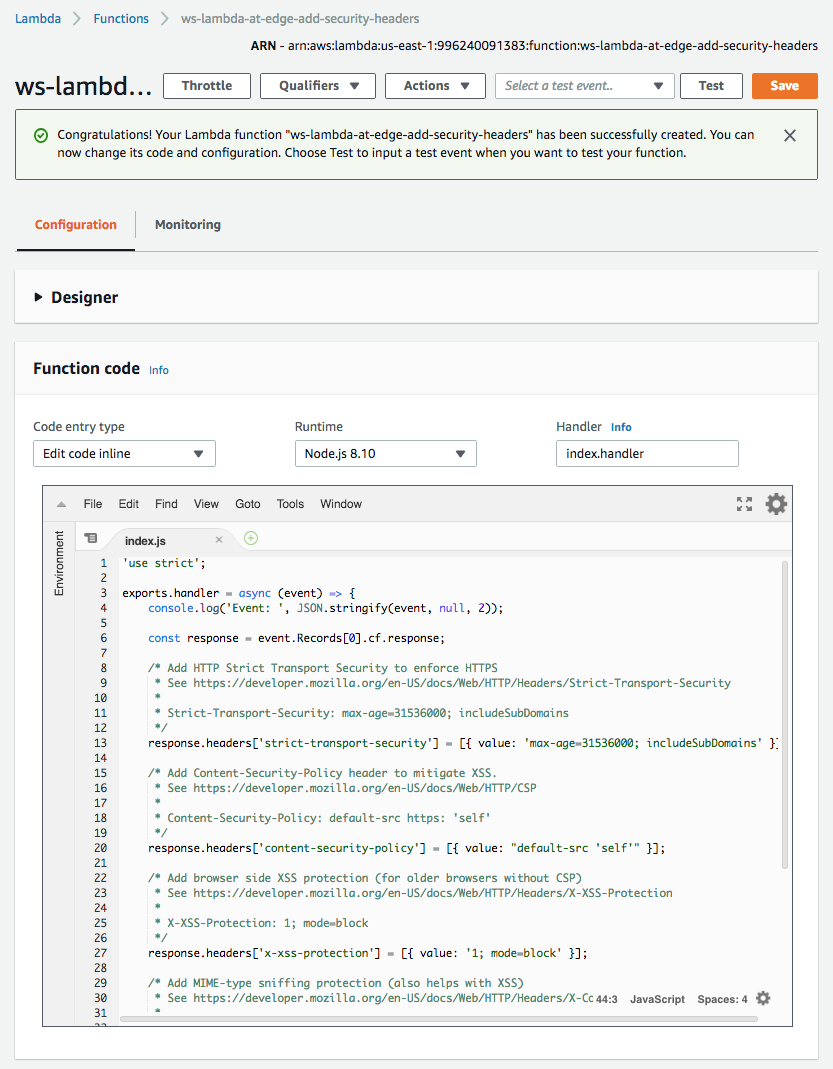 Lambda > Functions > ws-lambda-at-edge-add-security-headers
ARN - arn:aws:lambda:us-east-1:996240091383:function:ws-lambda-at-edge-add-security-headers
ws-lambd... Throttle Qualifiers Actions Select a test event.. Test Save
Congratulations! Your Lambda function "ws-lambda-at-edge-add-security-headers" has been successfully created. You can
now change its code and configuration. Choose Test to input a test event when you want to test your function.
Configuration Monitoring
Designer
Function code Info
Code entry type Runtime Handler Info
Edit code inline Node.js 8.10 index.handler
File Edit Find View Goto Tools Window
Environment
index.js
1 'use strict';
2
3 exports.handler = async (event) => {
4     console.log('Event: ', JSON.stringify(event, null, 2));
5
6     const response = event.Records[0].cf.response;
7
8     /* Add HTTP Strict Transport Security to enforce HTTPS
9      * See https://developer.mozilla.org/en-US/docs/Web/HTTP/Headers/Strict-Transport-Security
10      *
11      * Strict-Transport-Security: max-age=31536000; includeSubDomains
12      */
13     response.headers['strict-transport-security'] = [{ value: 'max-age=31536000; includeSubDomains' }]
14
15     /* Add Content-Security-Policy header to mitigate XSS.
16      * See https://developer.mozilla.org/en-US/docs/Web/HTTP/CSP
17      *
18      * Content-Security-Policy: default-src https: 'self'
19      */
20     response.headers['content-security-policy'] = [{ value: "default-src 'self'" }];
21
22     /* Add browser side XSS protection (for older browsers without CSP)
23      * See https://developer.mozilla.org/en-US/docs/Web/HTTP/Headers/X-XSS-Protection
24      *
25      * X-XSS-Protection: 1; mode=block
26      */
27     response.headers['x-xss-protection'] = [{ value: '1; mode=block' }];
28
29     /* Add MIME-type sniffing protection (also helps with XSS)
30      * See https://developer.mozilla.org/en-US/docs/Web/HTTP/Headers/X-Co 44:3 JavaScript Spaces: 4
31      *